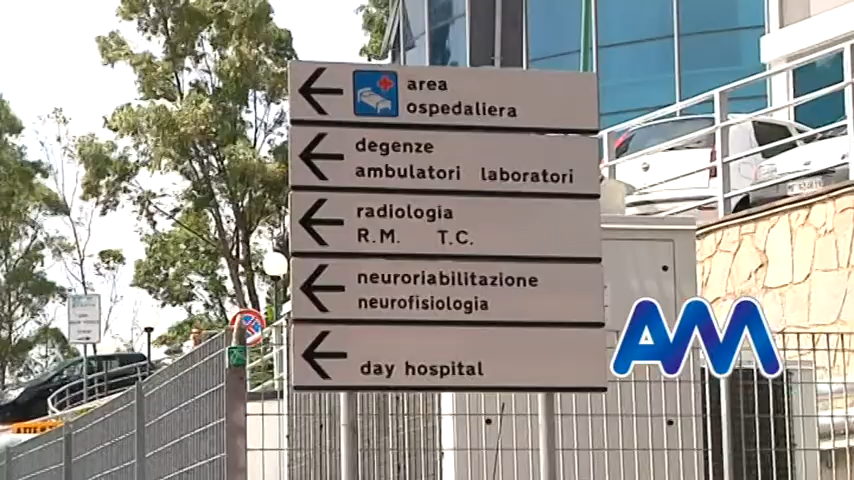 area
ospedaliera
degenze
ambulatori laboratori
radiologia
R.M. T.C.
neuroriabilitazione
neurofisiologia
day hospital
AM